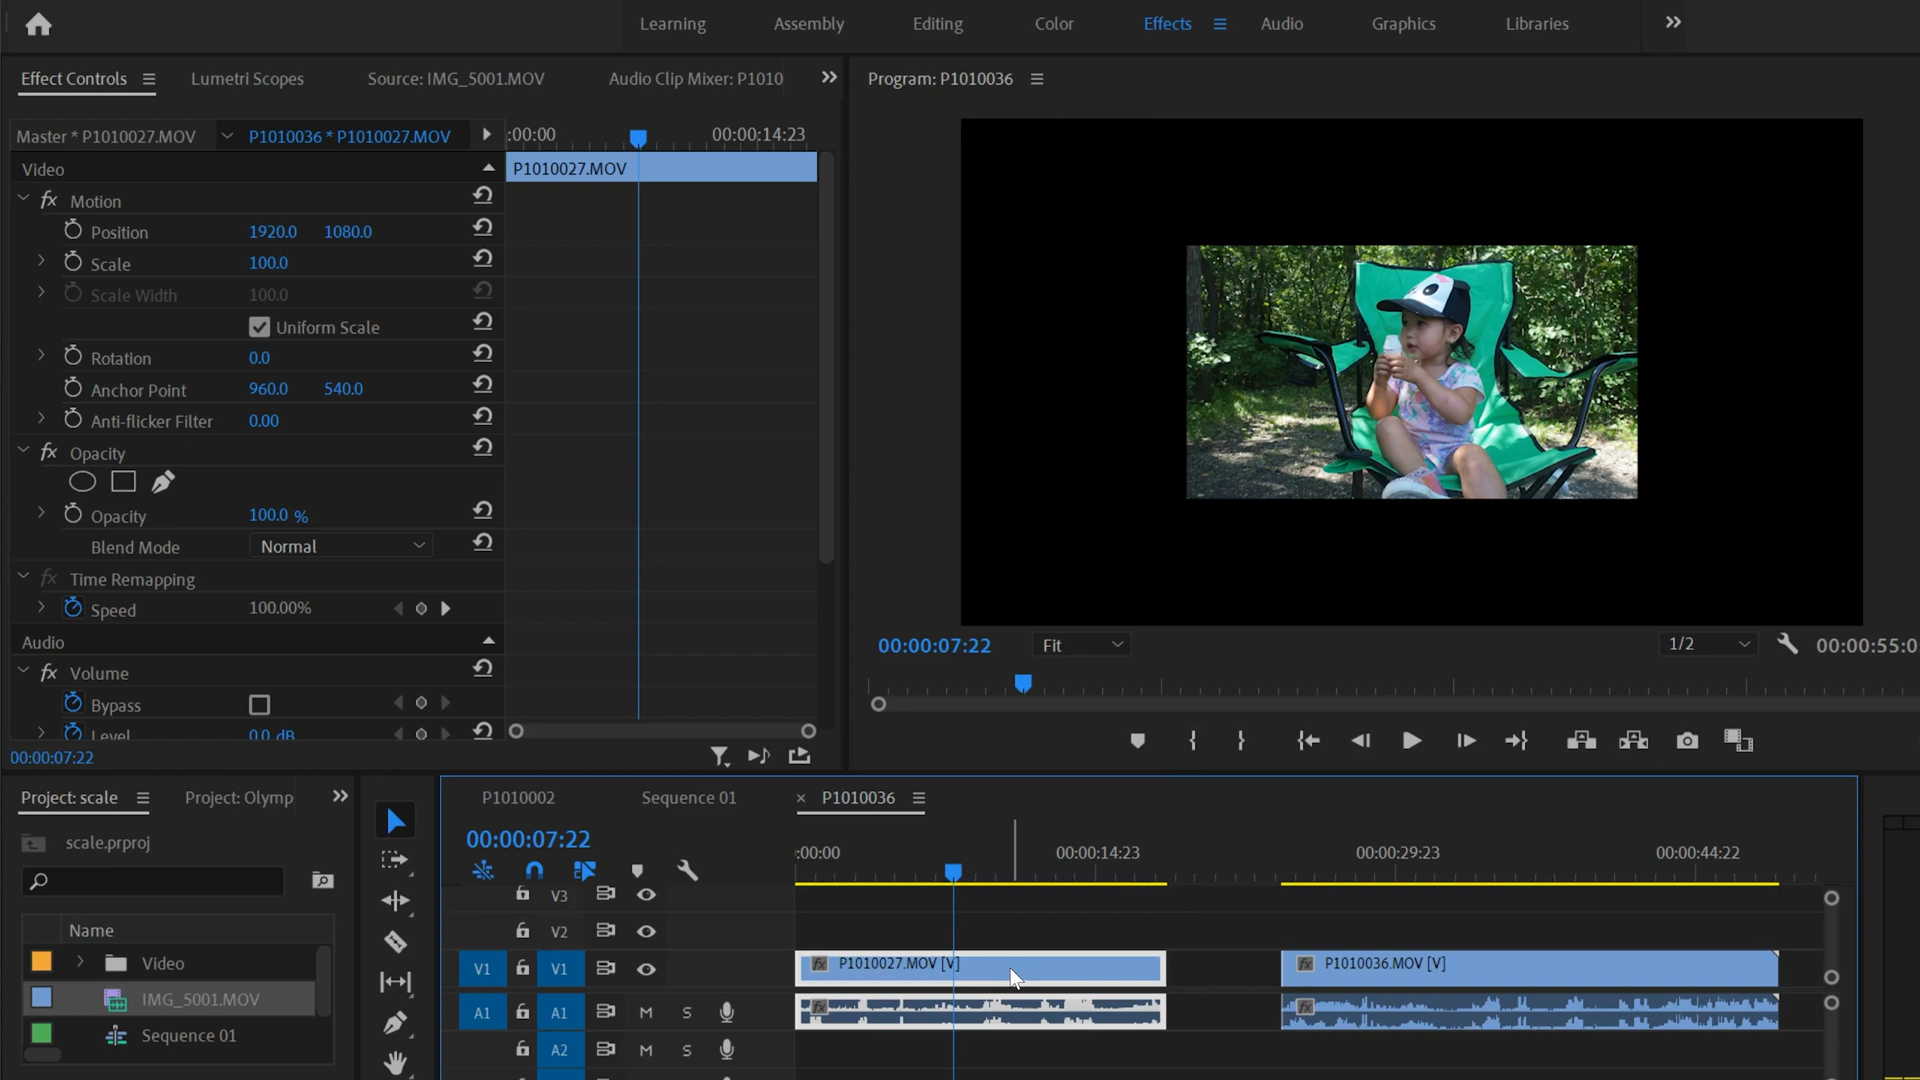 Learning Assembly Editing Color Effects Audio Graphics Libraries
Effect Controls Lumetri Scopes Source: IMG_5001.MOV Audio Clip Mixer: P1010
Program: P1010036
Master * P1010027.MOV P1010036 * P1010027.MOV :00:00 00:00:14:23
Video P1010027.MOV
fx Motion
Position 1920.0 1080.0
Scale 100.0
Scale Width 100.0
Uniform Scale
Rotation 0.0
Anchor Point 960.0 540.0
Anti-flicker Filter 0.00
fx Opacity
Opacity 100.0 %
Blend Mode Normal
fx Time Remapping
Speed 100.00%
Audio
fx Volume
Bypass
Level 0.0 dB
00:00:07:22
00:00:07:22 Fit 1/2 00:00:55:0
Project: scale Project: Olymp
scale.prproj
Name
Video
IMG_5001.MOV
Sequence 01
P1010002 Sequence 01 × P1010036
00:00:07:22
:00:00 00:00:14:23 00:00:29:23 00:00:44:22
V3
V2
V1 V1 fx P1010027.MOV [V] fx P1010036.MOV [V]
A1 A1 M S fx fx
A2 M S